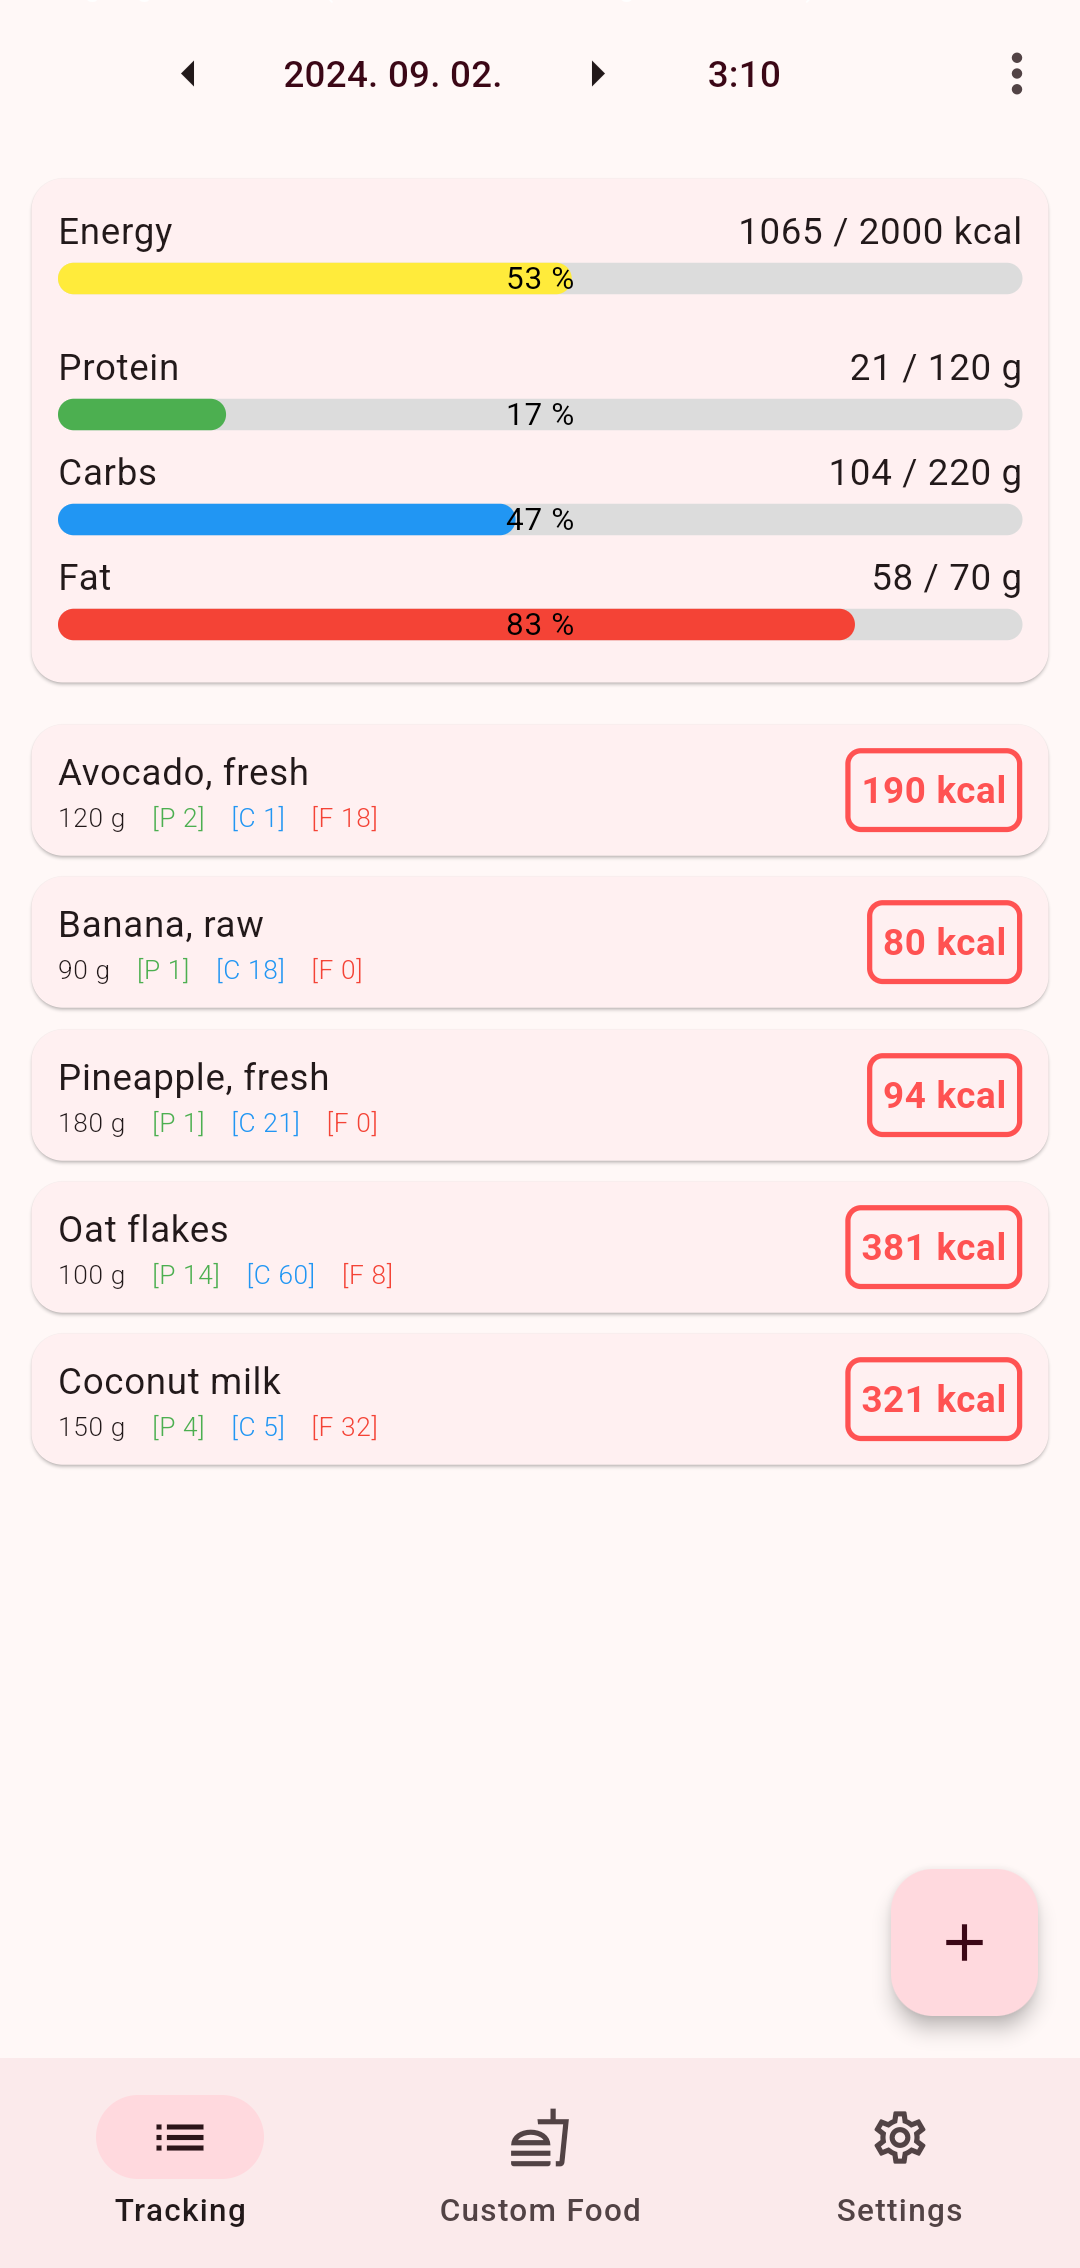 2024. 09. 02. 3:10
Energy 1065 / 2000 kcal
53 %
Protein 21 / 120 g
17 %
Carbs 104 / 220 g
47 %
Fat 58 / 70 g
83 %
Avocado, fresh
120 g [P 2] [C 1] [F 18]
190 kcal
Banana, raw
90 g [P 1] [C 18] [F 0]
80 kcal
Pineapple, fresh
180 g [P 1] [C 21] [F 0]
94 kcal
Oat flakes
100 g [P 14] [C 60] [F 8]
381 kcal
Coconut milk
150 g [P 4] [C 5] [F 32]
321 kcal
Tracking Custom Food Settings